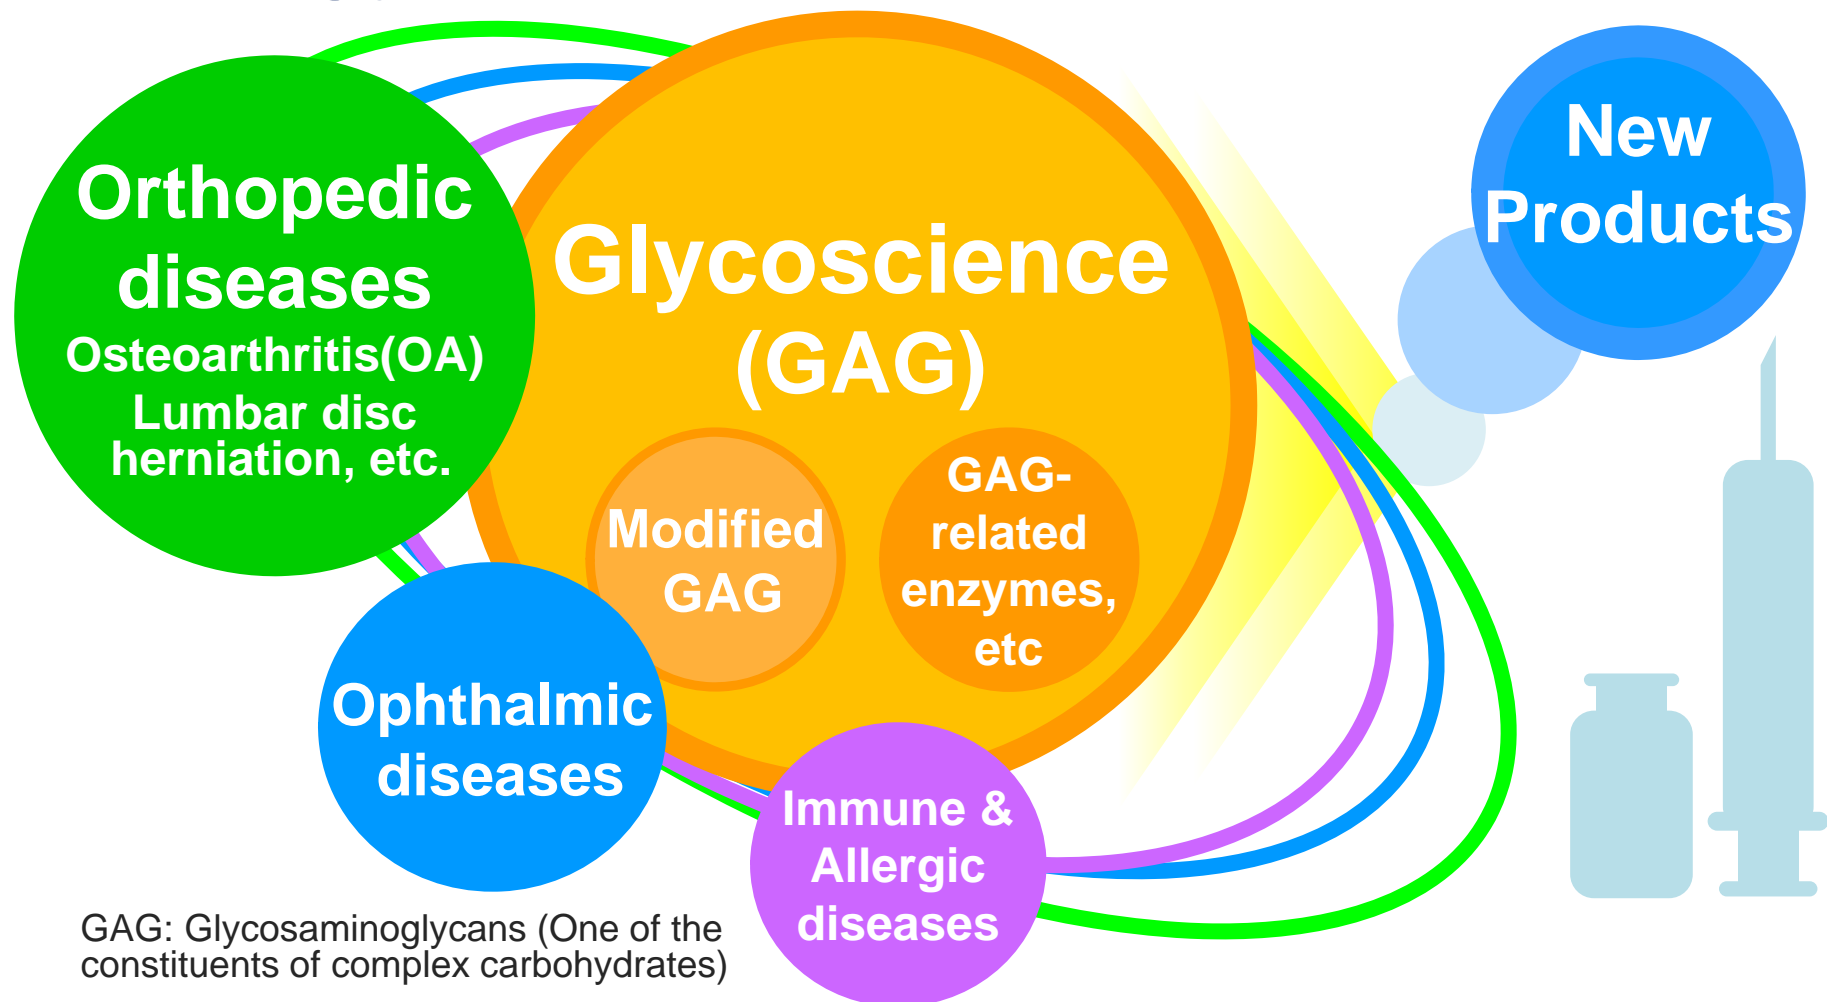 Orthopedic
diseases
Osteoarthritis(OA)
Lumbar disc
herniation, etc.
Glycoscience
(GAG)
Modified
GAG
GAG-
related
enzymes,
etc
New
Products
Ophthalmic
diseases
Immune &
Allergic
diseases
GAG: Glycosaminoglycans (One of the
constituents of complex carbohydrates)